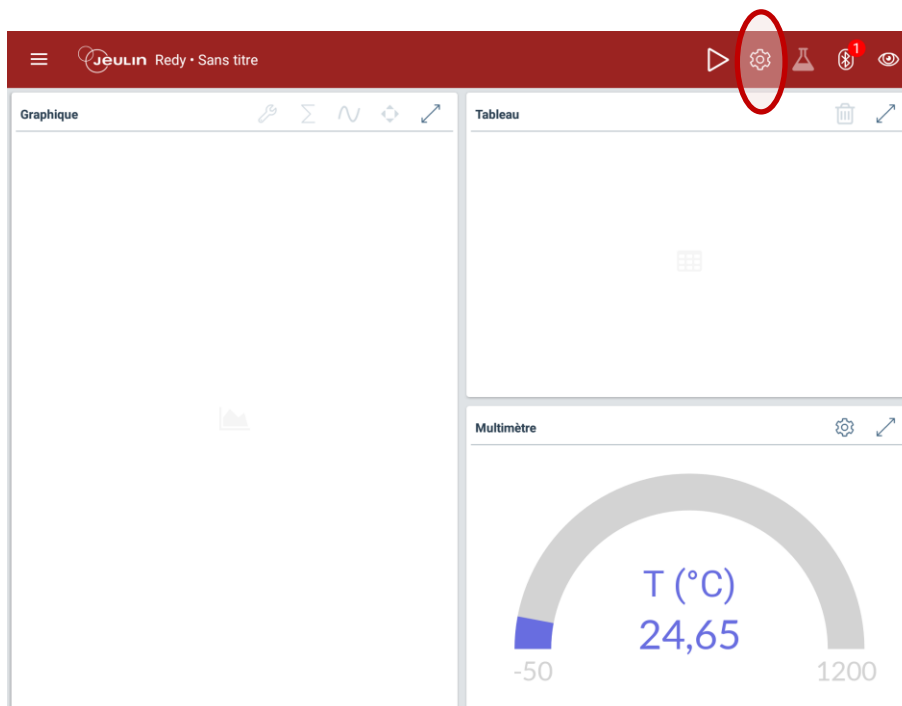 Jeulin Redy • Sans titre
1
Graphique
Tableau
Multimètre
T (°C)
24,65
-50
1200